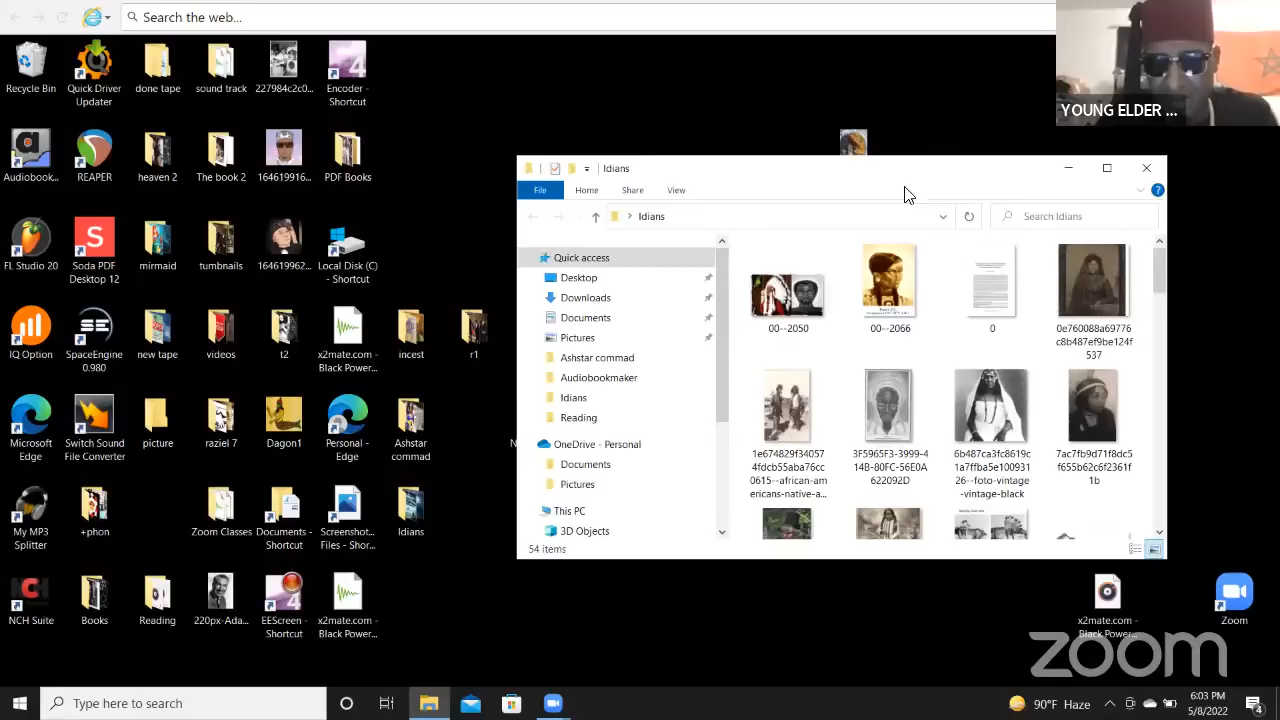 Search the web...
YOUNG ELDER ...
Recycle Bin
Quick Driver
Updater
done tape
sound track
227984c2c0...
Encoder -
Shortcut
Audiobook...
REAPER
heaven 2
The book 2
164619916...
PDF Books
FL Studio 20
Soda PDF
Desktop 12
mirmaid
tumbnails
164619962...
Local Disk (C)
- Shortcut
IQ Option
SpaceEngine
0.980
new tape
videos
t2
x2mate.com -
Black Power...
incest
r1
Microsoft
Edge
Switch Sound
File Converter
picture
raziel 7
Dagon1
Personal -
Edge
Ashstar
commad
My MP3
Splitter
+phon
Zoom Classes
Documents -
Shortcut
Screenshot...
Files - Shor...
Idians
NCH Suite
Books
Reading
220px-Ada...
EEScreen -
Shortcut
x2mate.com -
Black Power...
Idians
File
Home
Share
View
Idians
Search Idians
Quick access
Desktop
Downloads
Documents
Pictures
Ashstar commad
Audiobookmaker
Idians
Reading
OneDrive - Personal
Documents
Pictures
This PC
3D Objects
00--2050
00--2066
0
0e760088a69776
c8b487ef9be124f
537
1e674829f34057
4fdcb55aba76cc
0615--african-am
ericans-native-a...
3F5965F3-3999-4
14B-80FC-56E0A
622092D
6b487ca3fc8619c
1a7ffba5e100931
26--foto-vintage
-vintage-black
7ac7fb9d71f8dc5
f655b62c6f2361f
1b
54 items
x2mate.com -
Black Power...
Zoom
zoom
Type here to search
90°F Haze
6:03 PM
5/8/2022
4